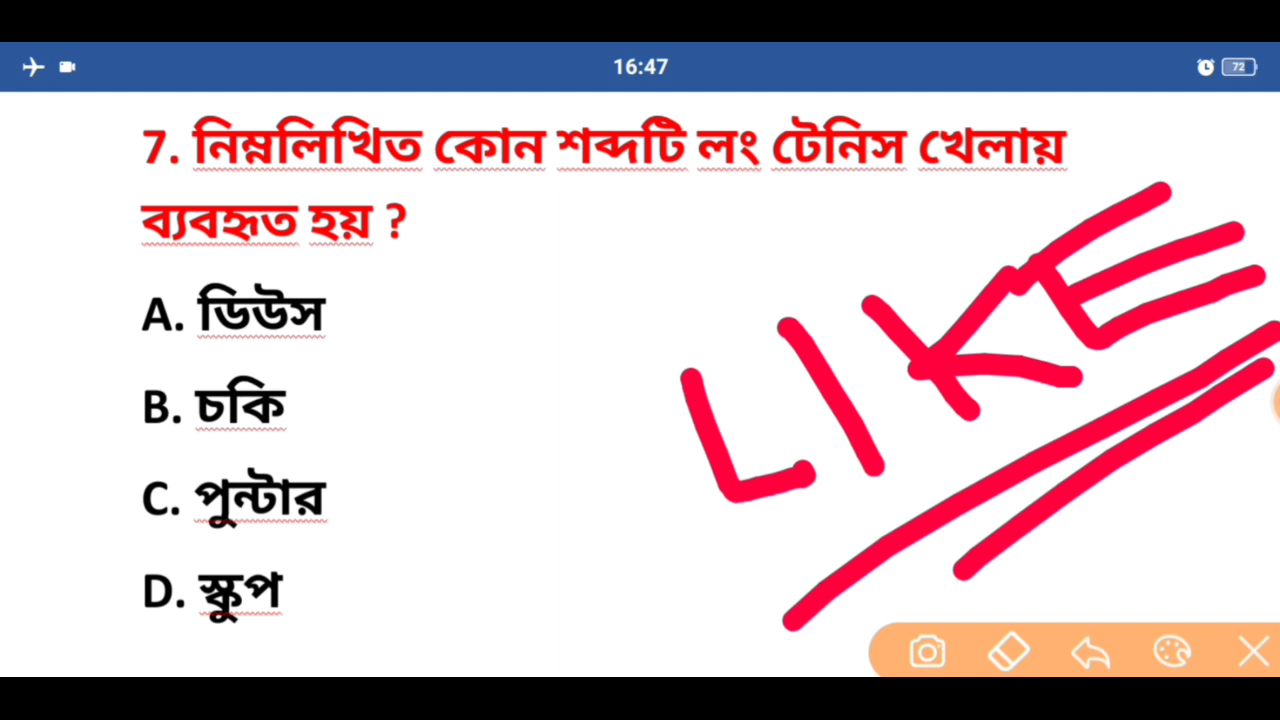 16:47
72
7. নিম্নলিখিত কোন শব্দটি লং টেনিস খেলায়
ব্যবহৃত হয় ?
A. ডিউস
B. চকি
C. পুন্টার
D. স্কুপ
LIKE